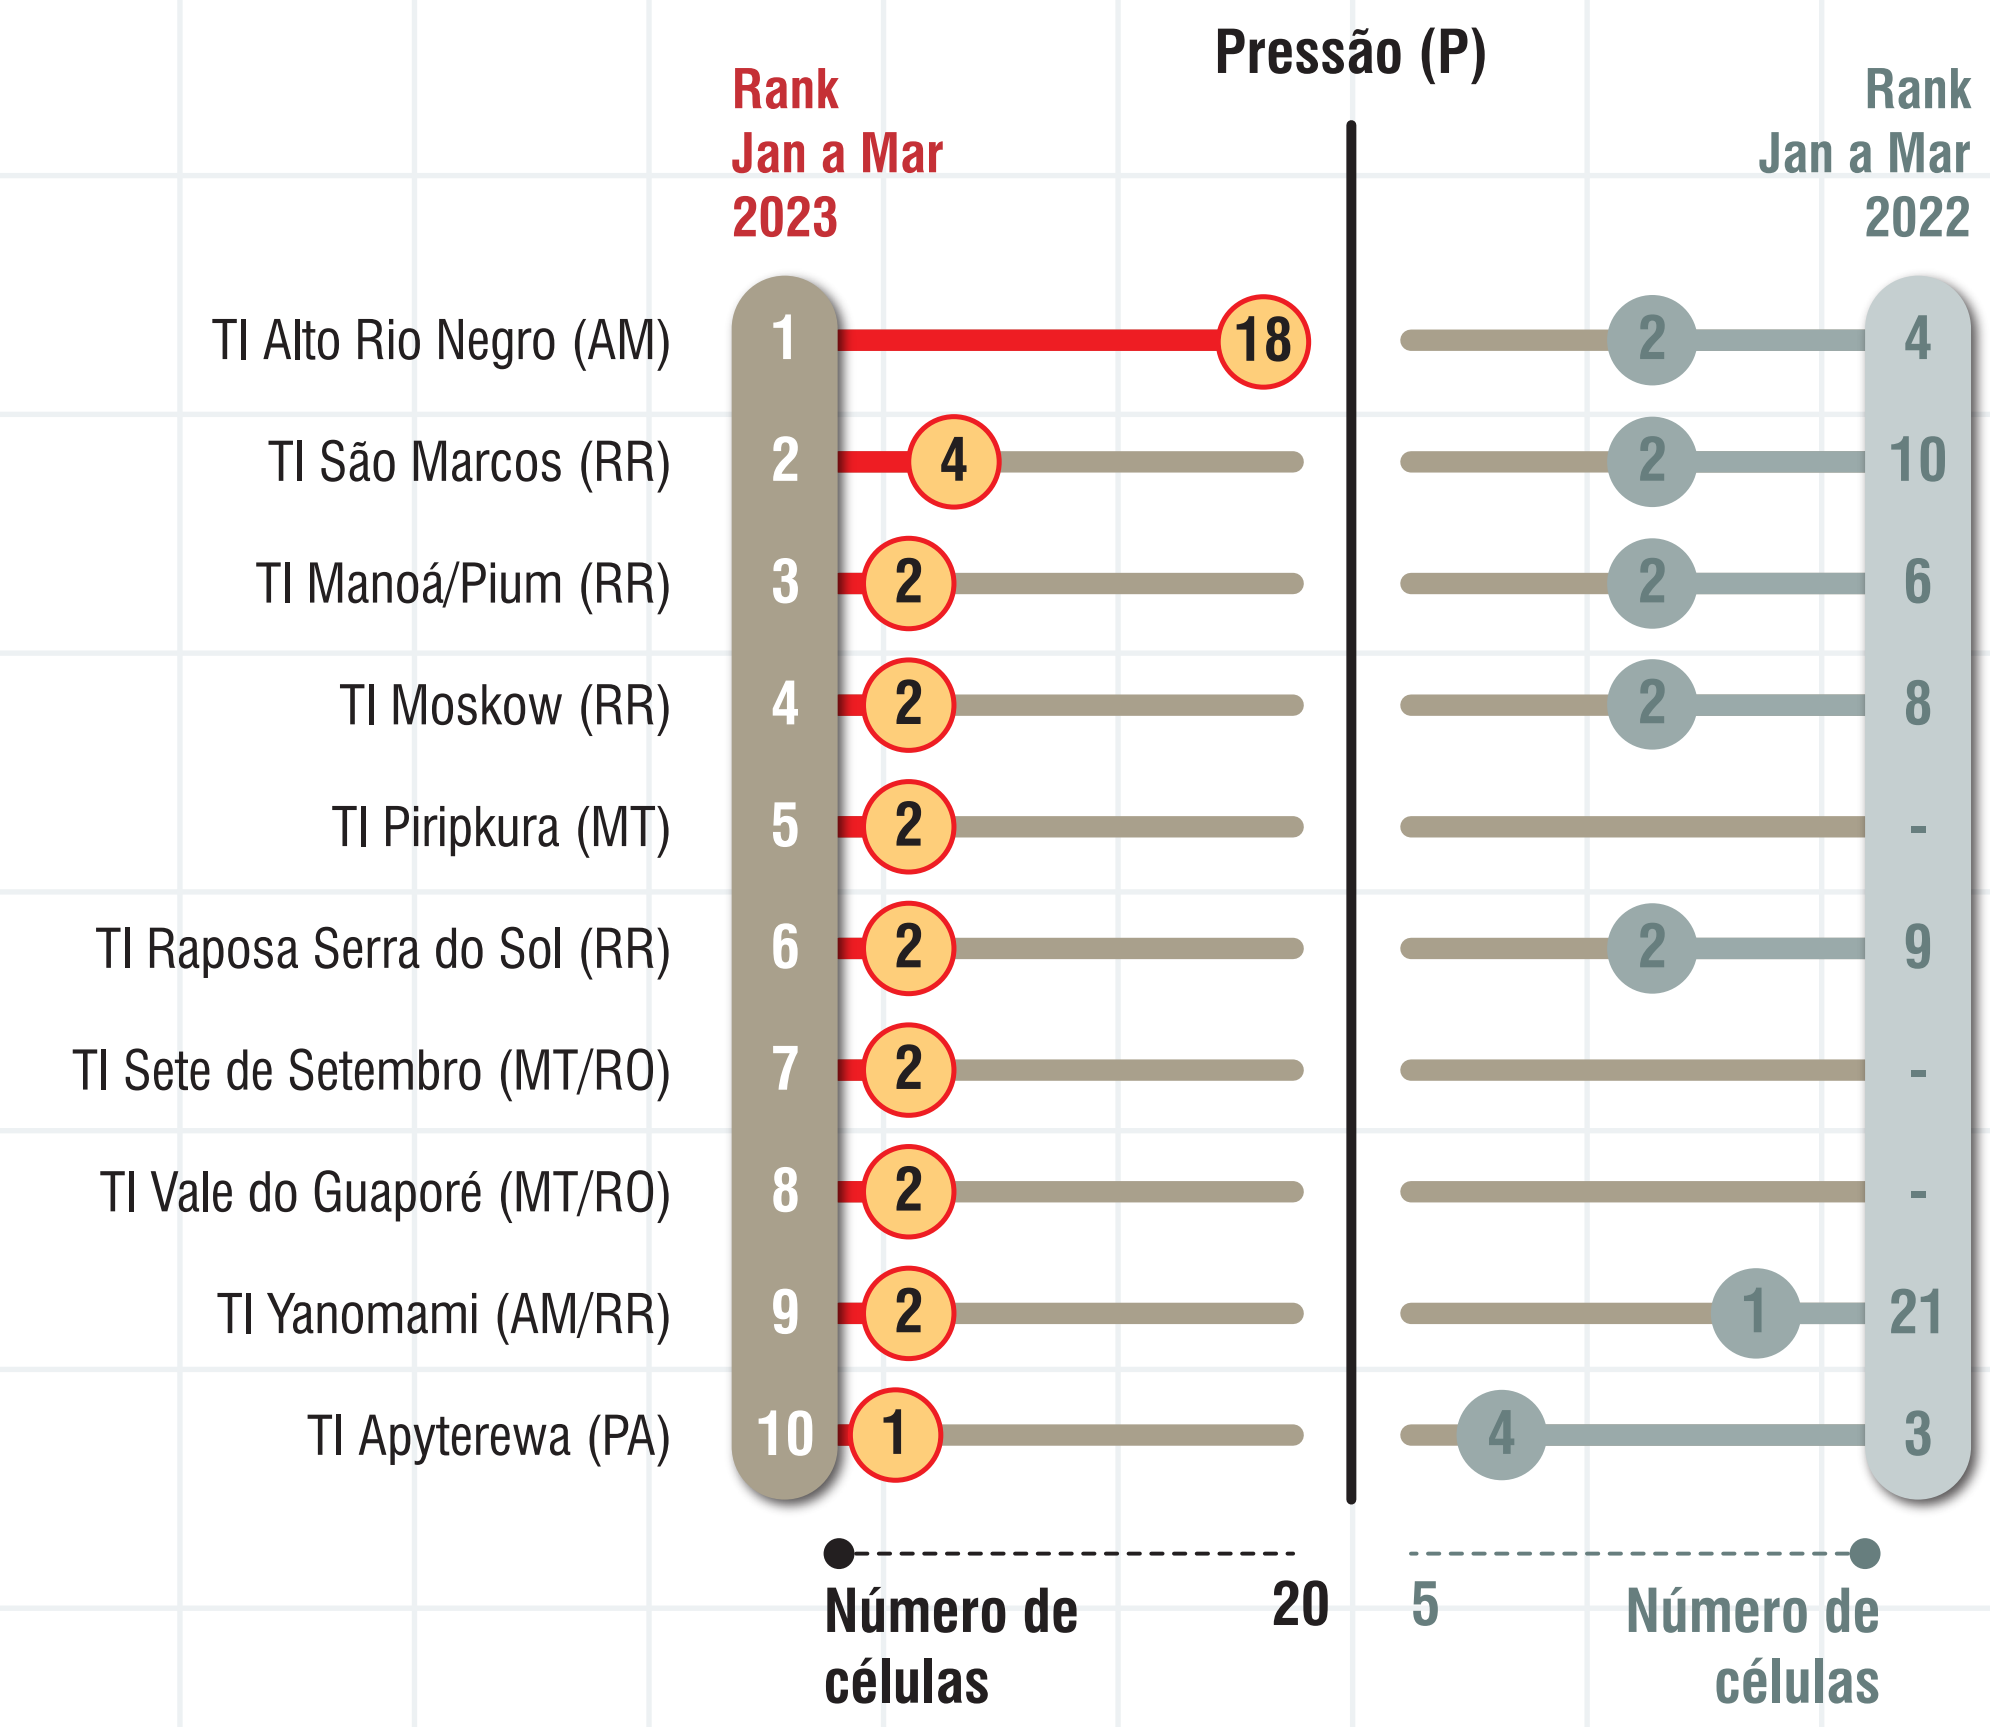 Pressão (P)
Rank
Jan a Mar
2023
Rank
Jan a Mar
2022
TI Alto Rio Negro (AM) 1 18 2 4
TI São Marcos (RR) 2 4 2 10
TI Manoá/Pium (RR) 3 2 2 6
TI Moskow (RR) 4 2 2 8
TI Piripkura (MT) 5 2 -
TI Raposa Serra do Sol (RR) 6 2 2 9
TI Sete de Setembro (MT/RO) 7 2 -
TI Vale do Guaporé (MT/RO) 8 2 -
TI Yanomami (AM/RR) 9 2 1 21
TI Apyterewa (PA) 10 1 4 3
Número de
células
20
5
Número de
células